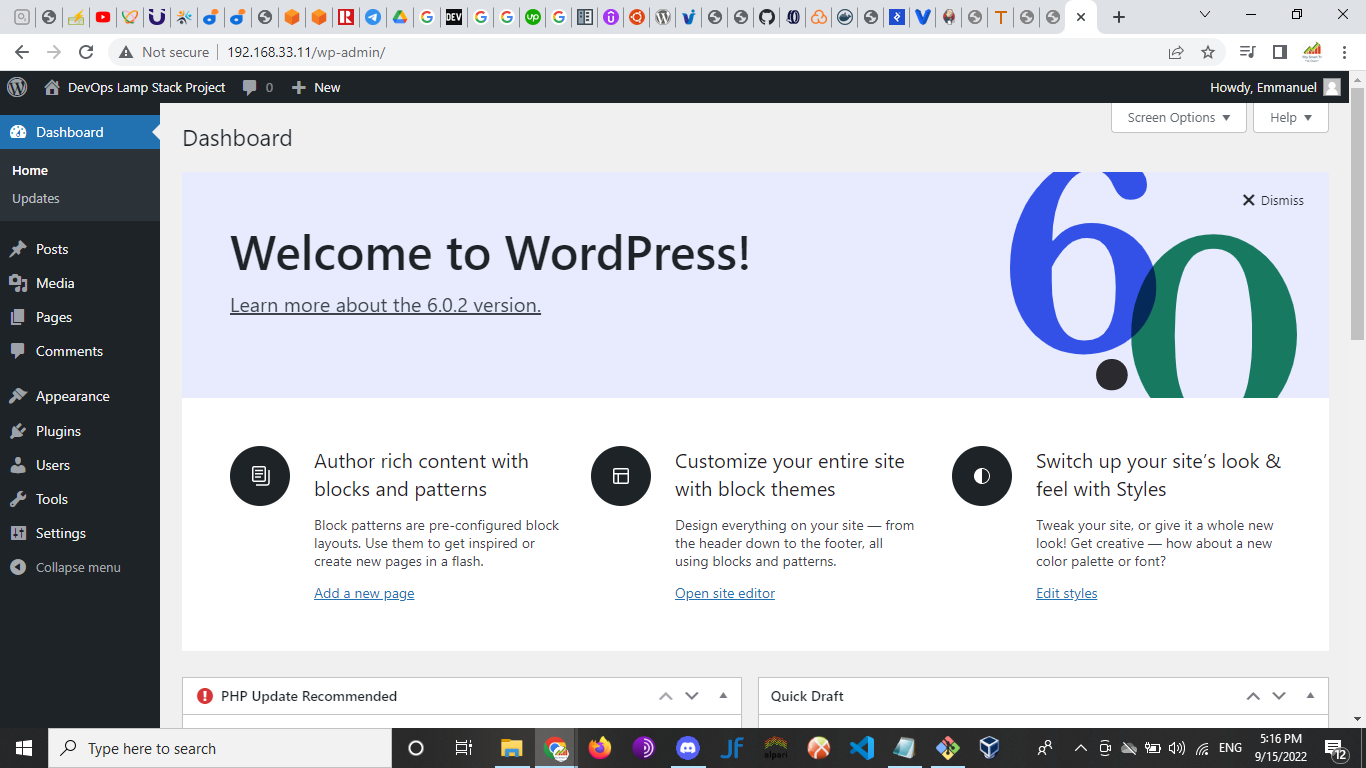 DEV
up
Not secure
192.168.33.11/wp-admin/
DevOps Lamp Stack Project
0
New
Howdy, Emmanuel
Dashboard
Home
Updates
Posts
Media
Pages
Comments
Appearance
Plugins
Users
Tools
Settings
Collapse menu
Screen Options
Help
Dashboard
6.0
Dismiss
Welcome to WordPress!
Learn more about the 6.0.2 version.
Author rich content with
blocks and patterns
Block patterns are pre-configured block
layouts. Use them to get inspired or
create new pages in a flash.
Add a new page
Customize your entire site
with block themes
Design everything on your site — from
the header down to the footer, all
using blocks and patterns.
Open site editor
Switch up your site’s look &
feel with Styles
Tweak your site, or give it a whole new
look! Get creative — how about a new
color palette or font?
Edit styles
PHP Update Recommended
Quick Draft
Type here to search
JF
alpari
ENG
5:16 PM
9/15/2022
12